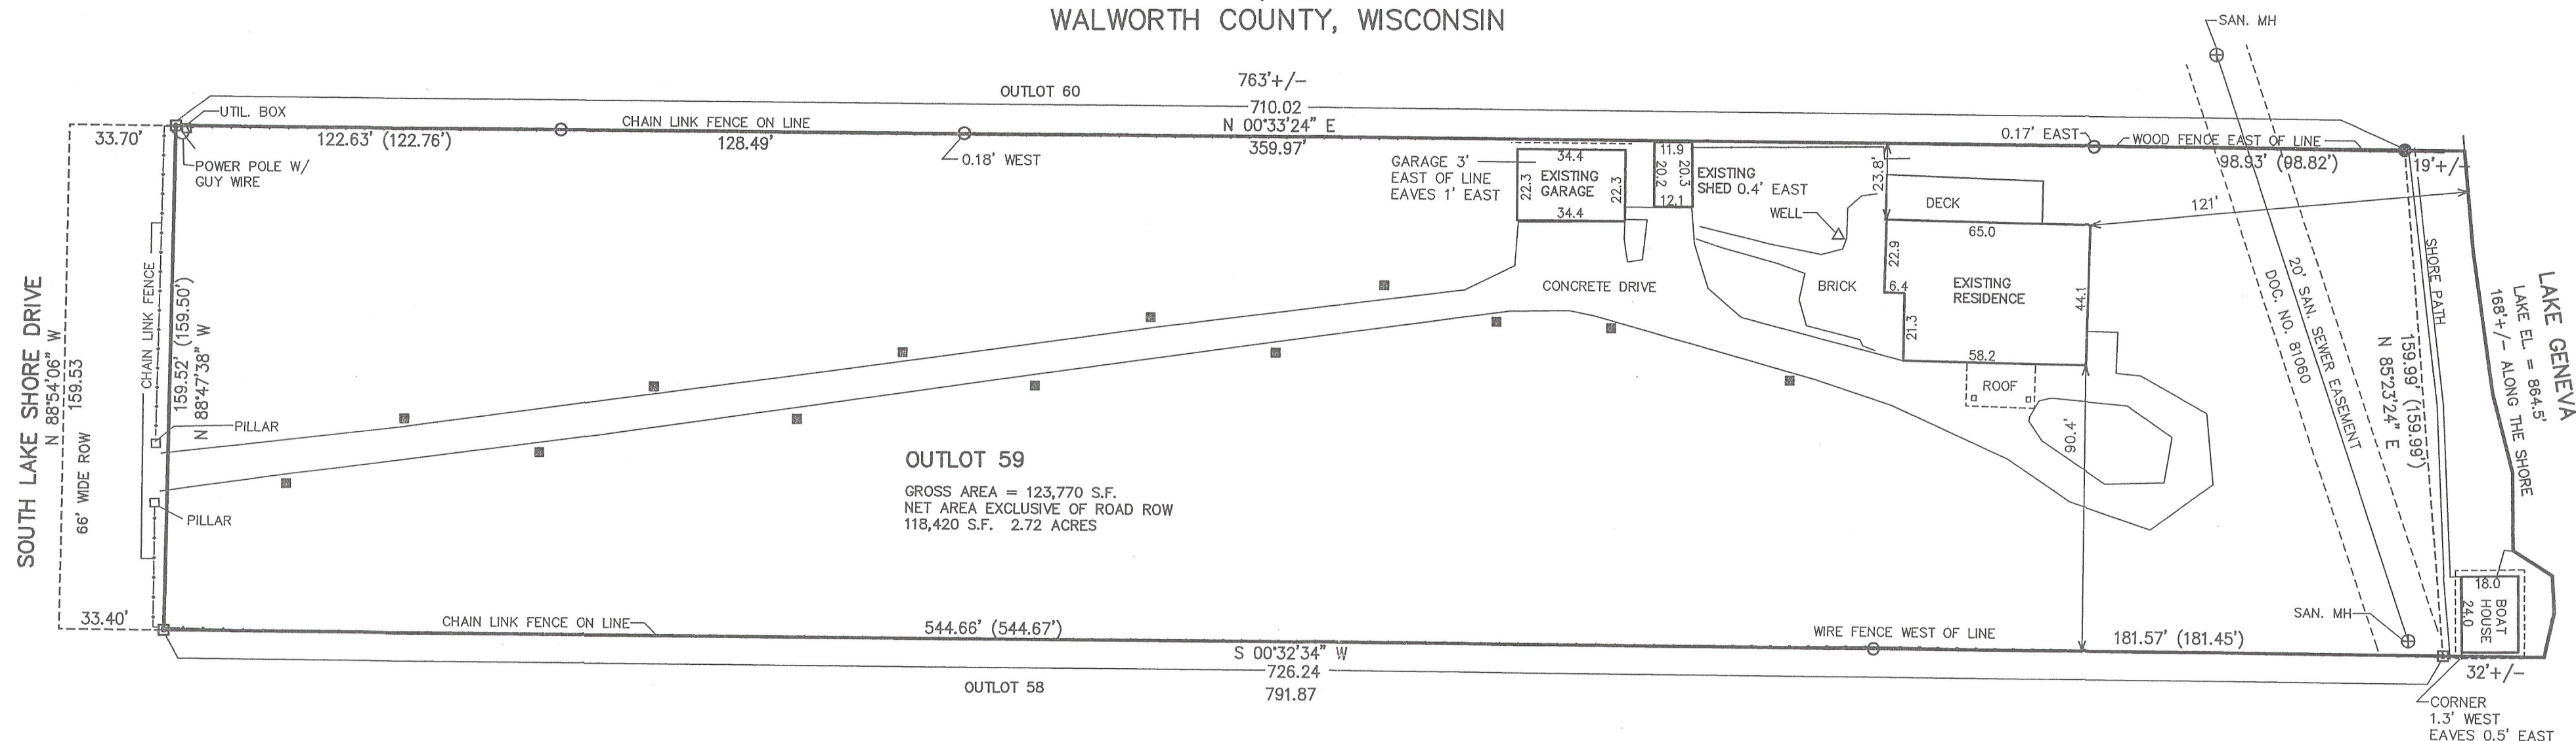 WALWORTH COUNTY, WISCONSIN
SAN. MH
763'+/-
OUTLOT 60
710.02
N 00°33'24" E
359.97'
UTIL. BOX
33.70'
122.63' (122.76')
CHAIN LINK FENCE ON LINE
128.49'
0.18' WEST
POWER POLE W/
GUY WIRE
GARAGE 3'
EAST OF LINE
EAVES 1' EAST
34.4
22.3
EXISTING
GARAGE
22.3
34.4
11.9
20.2
20.3
12.1
EXISTING
SHED 0.4' EAST
WELL
23.8'
DECK
0.17' EAST
WOOD FENCE EAST OF LINE
98.93' (98.82')
19'+/-
121'
65.0
22.9
6.4
21.3
EXISTING
RESIDENCE
44.1
58.2
ROOF
90.4'
CONCRETE DRIVE
BRICK
SOUTH LAKE SHORE DRIVE
N 88°54'06" W
159.53
66' WIDE ROW
CHAIN LINK FENCE
159.52' (159.50')
N 88°47'38" W
PILLAR
PILLAR
33.40'
OUTLOT 59
GROSS AREA = 123,770 S.F.
NET AREA EXCLUSIVE OF ROAD ROW
118,420 S.F. 2.72 ACRES
20' SAN. SEWER EASEMENT
DOC. NO. 81060
SHORE PATH
159.99' (159.99')
N 85°23'24" E
LAKE GENEVA
LAKE EL. = 864.5'
168'+/- ALONG THE SHORE
18.0
24.0
BOAT
HOUSE
SAN. MH
CHAIN LINK FENCE ON LINE
544.66' (544.67')
WIRE FENCE WEST OF LINE
181.57' (181.45')
S 00°32'34" W
726.24
791.87
OUTLOT 58
32'+/-
CORNER
1.3' WEST
EAVES 0.5' EAST